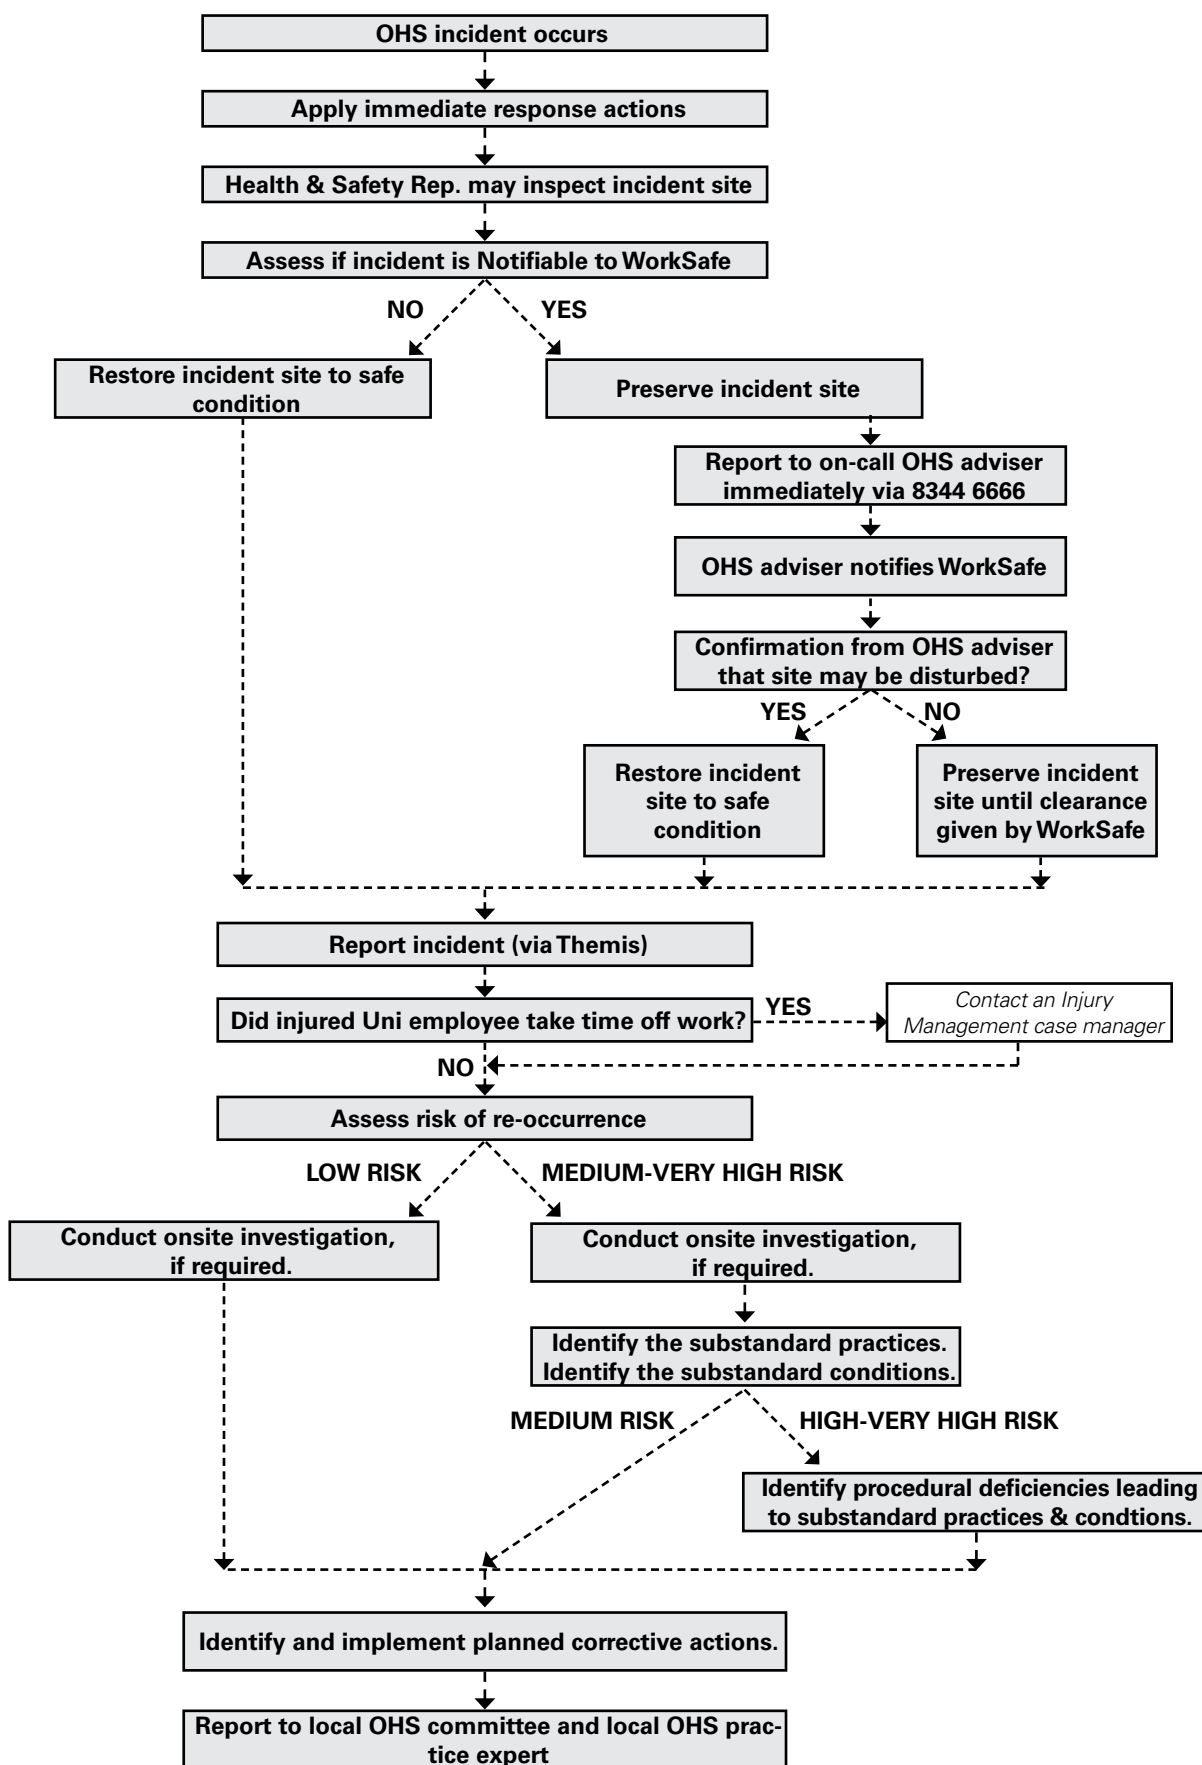 OHS incident occurs
Apply immediate response actions
Health & Safety Rep. may inspect incident site
Assess if incident is Notifiable to WorkSafe
NO
YES
Restore incident site to safe
condition
Preserve incident site
Report to on-call OHS adviser
immediately via 8344 6666
OHS adviser notifies WorkSafe
Confirmation from OHS adviser
that site may be disturbed?
YES
NO
Restore incident
site to safe
condition
Preserve incident
site until clearance
given by WorkSafe
Report incident (via Themis)
Did injured Uni employee take time off work?
YES
Contact an Injury
Management case manager
NO
Assess risk of re-occurrence
LOW RISK
MEDIUM-VERY HIGH RISK
Conduct onsite investigation,
if required.
Conduct onsite investigation,
if required.
Identify the substandard practices.
Identify the substandard conditions.
MEDIUM RISK
HIGH-VERY HIGH RISK
Identify procedural deficiencies leading
to substandard practices & condtions.
Identify and implement planned corrective actions.
Report to local OHS committee and local OHS prac-
tice expert